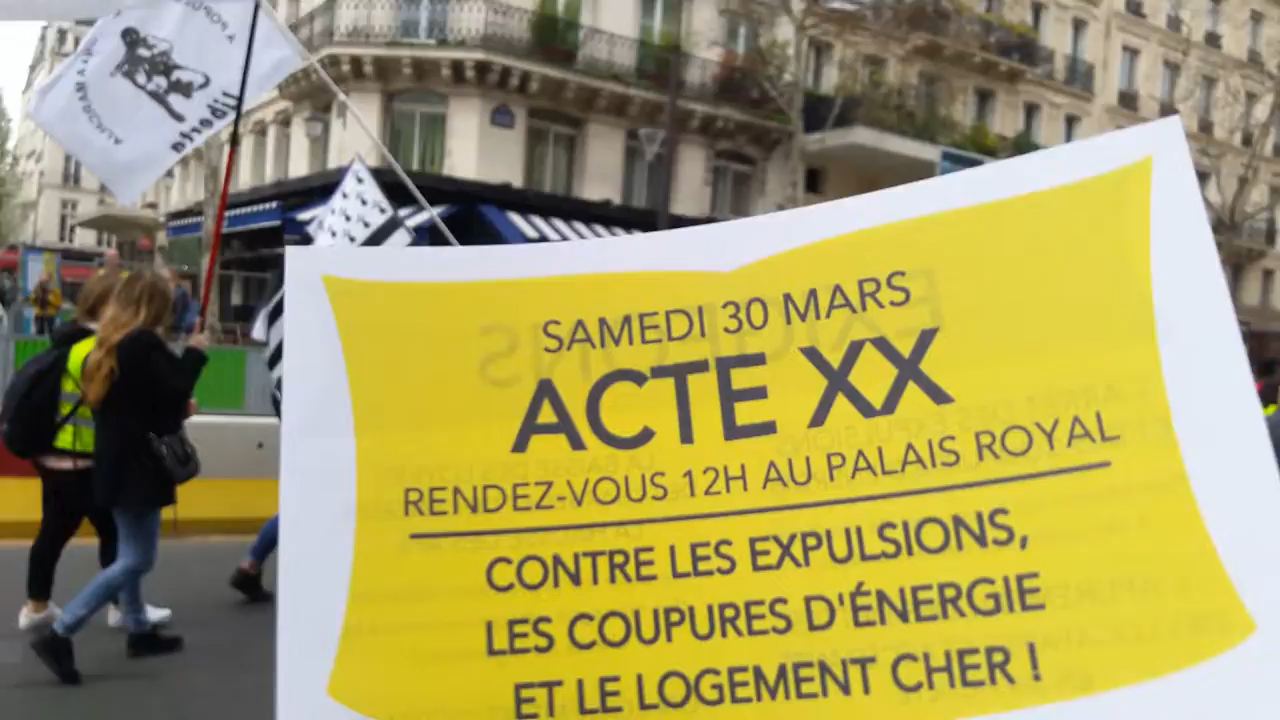 Liberia
SAMEDI 30 MARS
ACTE XX
RENDEZ-VOUS 12H AU PALAIS ROYAL
CONTRE LES EXPULSIONS,
LES COUPURES D'ÉNERGIE
ET LE LOGEMENT CHER !